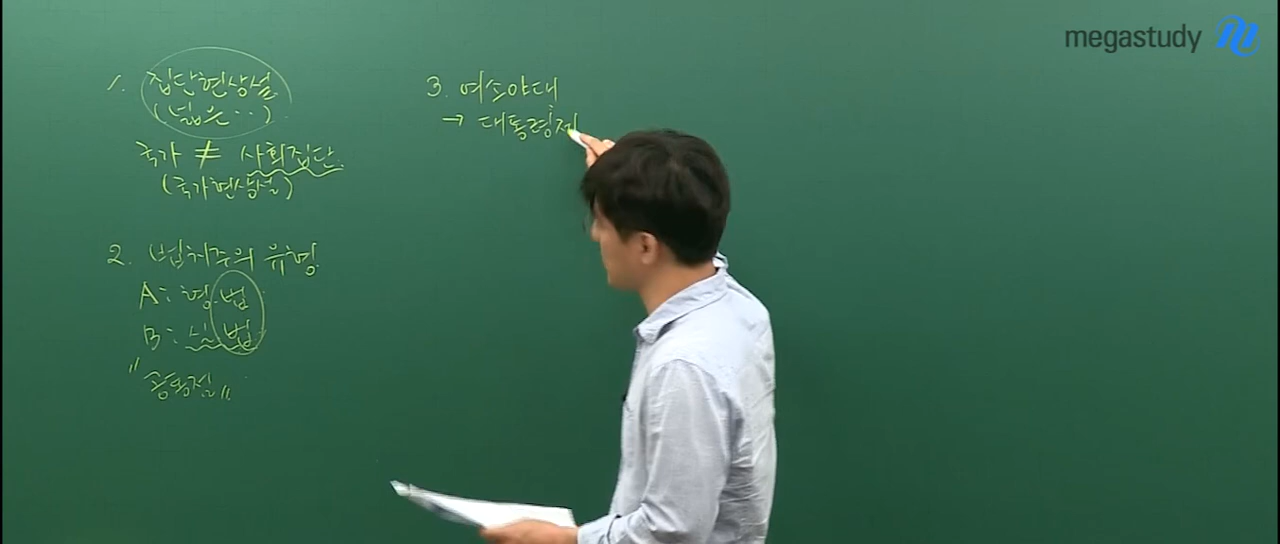 megastudy
1. 집단현상설
(넓은··)
국가 ≠ 사회집단.
(국가현상설)
2. 법치주의 유형
A: 형.법
B: 실.법
"공통점"
3. 여소야대
→ 대통령제